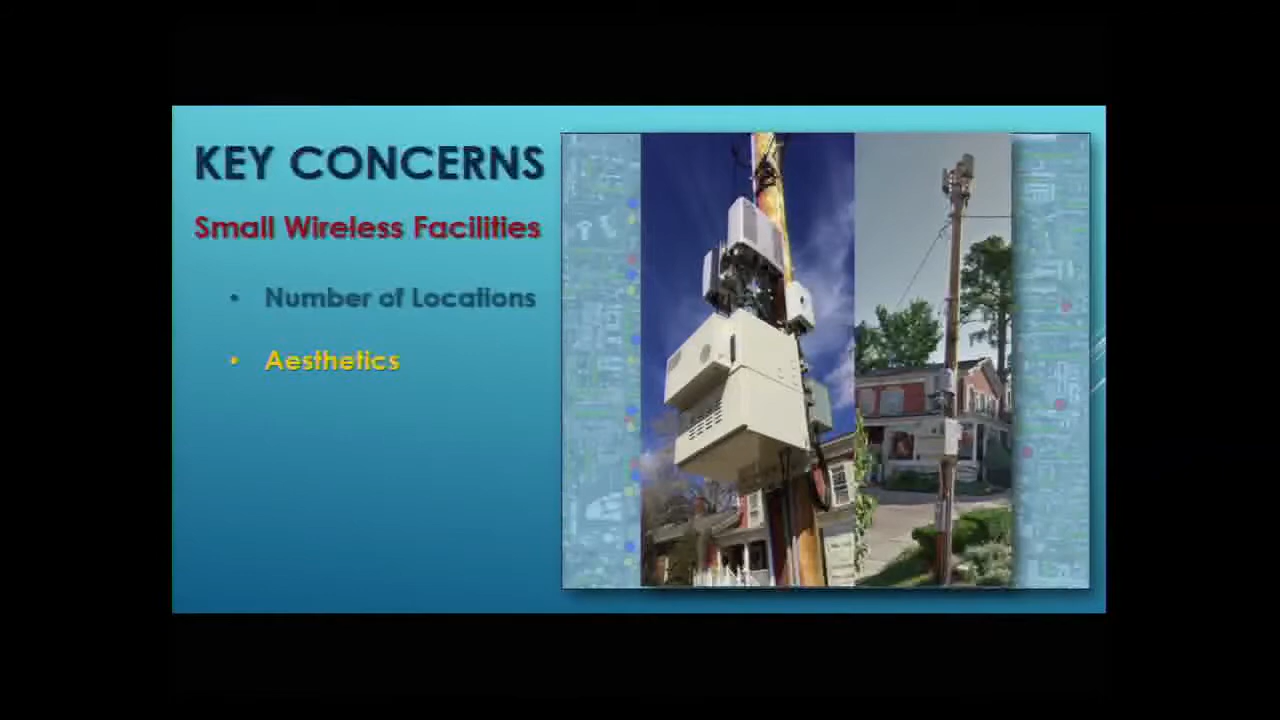 KEY CONCERNS
Small Wireless Facilities
• Number of Locations
• Aesthetics